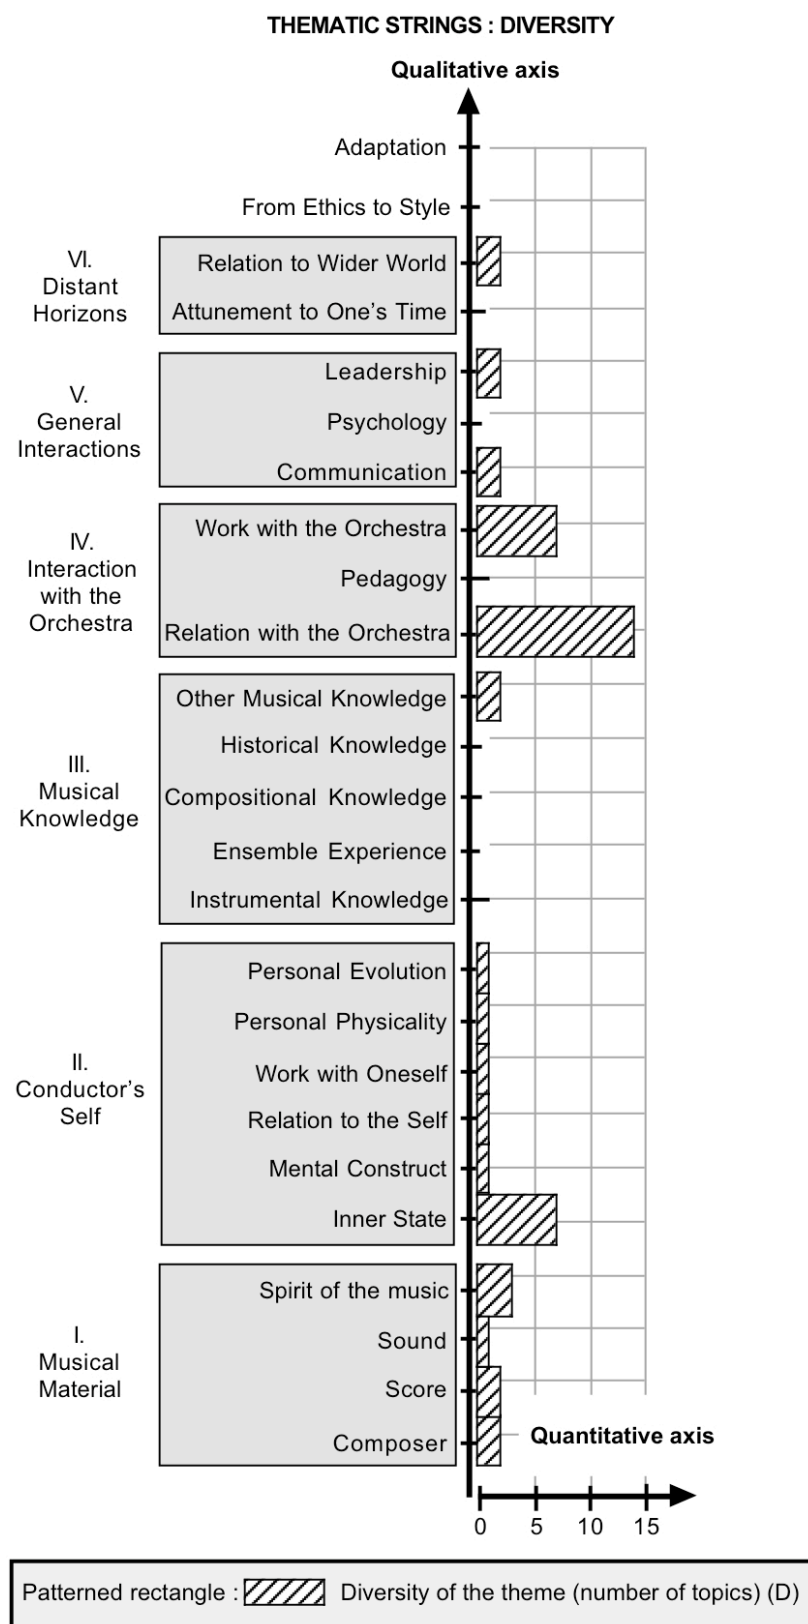 THEMATIC STRINGS : DIVERSITY
Qualitative axis
Adaptation
From Ethics to Style
VI.
Distant
Horizons
Relation to Wider World
Attunement to One's Time
V.
General
Interactions
Leadership
Psychology
Communication
IV.
Interaction
with the
Orchestra
Work with the Orchestra
Pedagogy
Relation with the Orchestra
III.
Musical
Knowledge
Other Musical Knowledge
Historical Knowledge
Compositional Knowledge
Ensemble Experience
Instrumental Knowledge
II.
Conductor's
Self
Personal Evolution
Personal Physicality
Work with Oneself
Relation to the Self
Mental Construct
Inner State
I.
Musical
Material
Spirit of the music
Sound
Score
Composer
Quantitative axis
0 5 10 15
Patterned rectangle : Diversity of the theme (number of topics) (D)